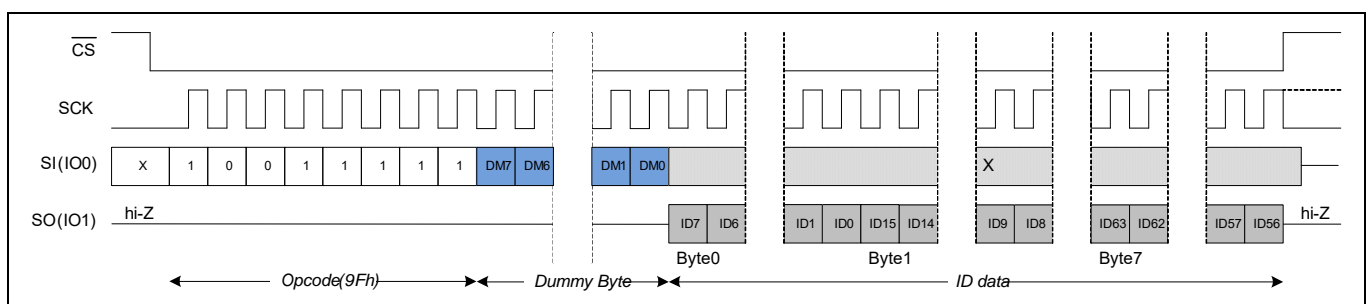 CS
SCK
SI(IO0) X 1 0 0 1 1 1 1 1 DM7 DM6 DM1 DM0 X
SO(IO1) hi-Z ID7 ID6 ID1 ID0 ID15 ID14 ID9 ID8 ID63 ID62 ID57 ID56 hi-Z
Byte0 Byte1 Byte7
Opcode(9Fh) Dummy Byte ID data